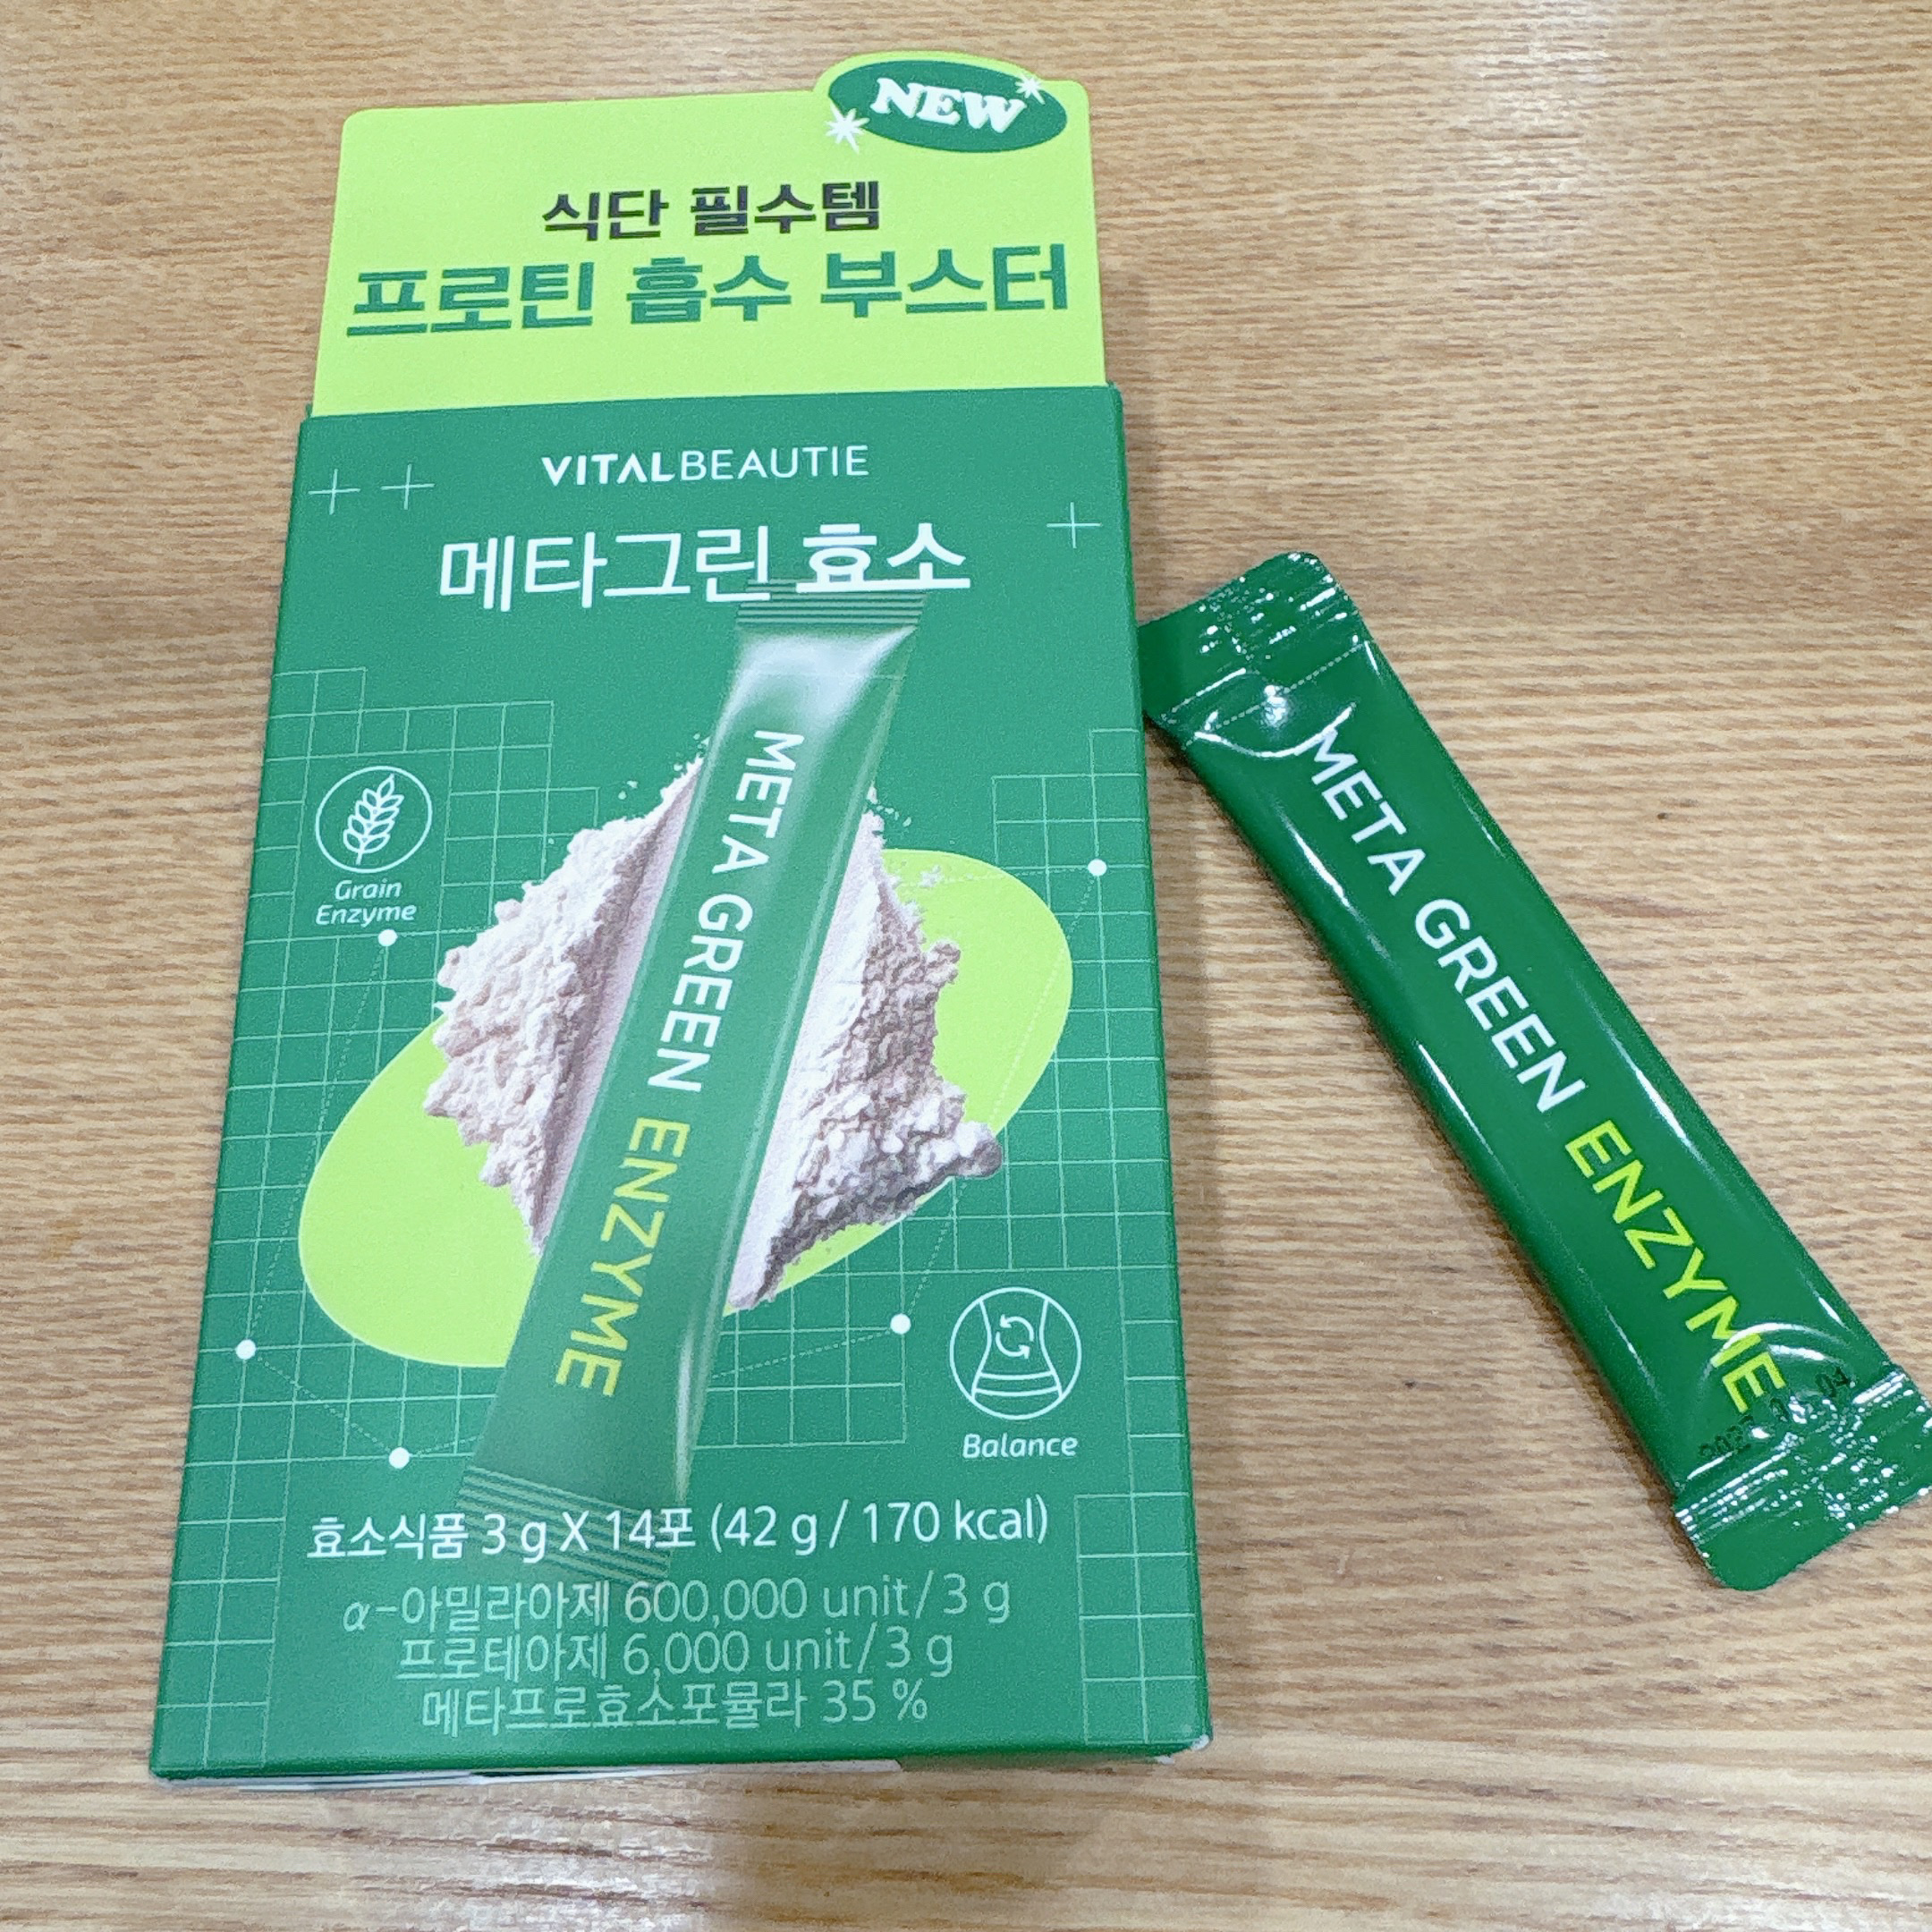 NEW
식단 필수템
프로틴 흡수 부스터
VITALBEAUTIE
메타그린 효소
Grain
Enzyme
META GREEN ENZYME
Balance
효소식품 3 g X 14포 (42 g / 170 kcal)
α-아밀라아제 600,000 unit/3 g
프로테아제 6,000 unit/3 g
메타프로효소포뮬라 35 %
META GREEN ENZYME